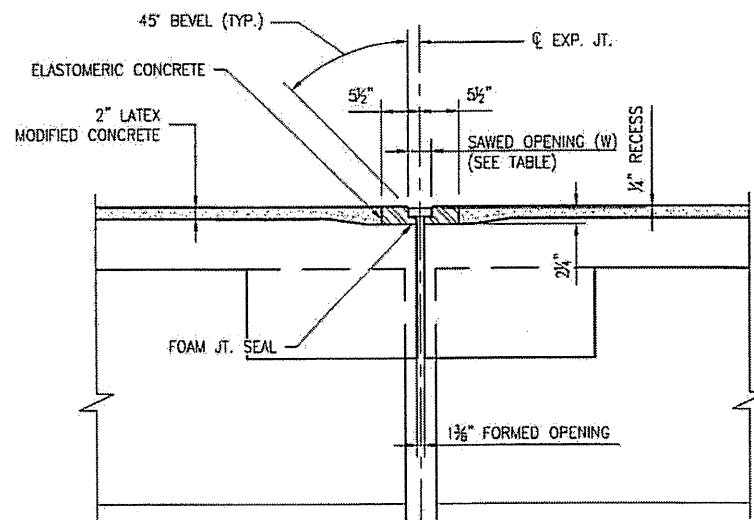 45° BEVEL (TYP.)
℄ EXP. JT.
ELASTOMERIC CONCRETE
5½"
5½"
2" LATEX
MODIFIED CONCRETE
SAWED OPENING (W)
(SEE TABLE)
¼" RECESS
2¼"
FOAM JT. SEAL
1⅜" FORMED OPENING